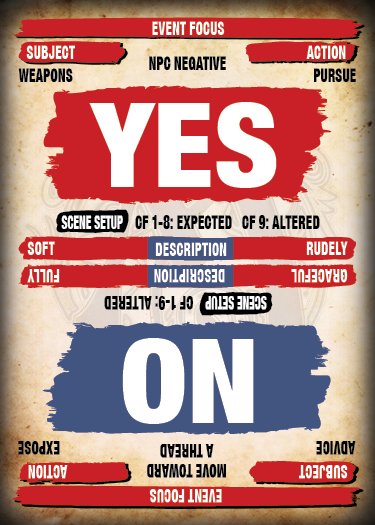 EVENT FOCUS
SUBJECT NPC NEGATIVE ACTION
WEAPONS PURSUE
YES
SCENE SETUP CF 1-8: EXPECTED CF 9: ALTERED
SOFT DESCRIPTION RUDELY
EVENT FOCUS
SUBJECT MOVE TOWARD ACTION
ADVICE A THREAD EXPOSE
NO
SCENE SETUP CF 1-9: ALTERED
GRACEFUL DESCRIPTION FULLY